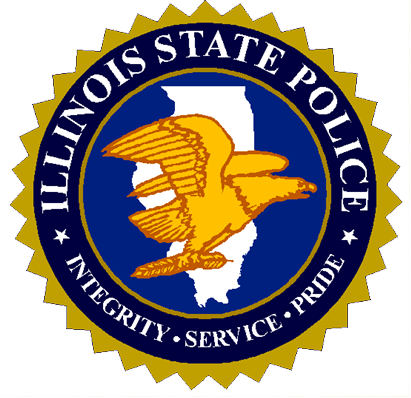 ILLINOIS STATE POLICE
INTEGRITY • SERVICE • PRIDE